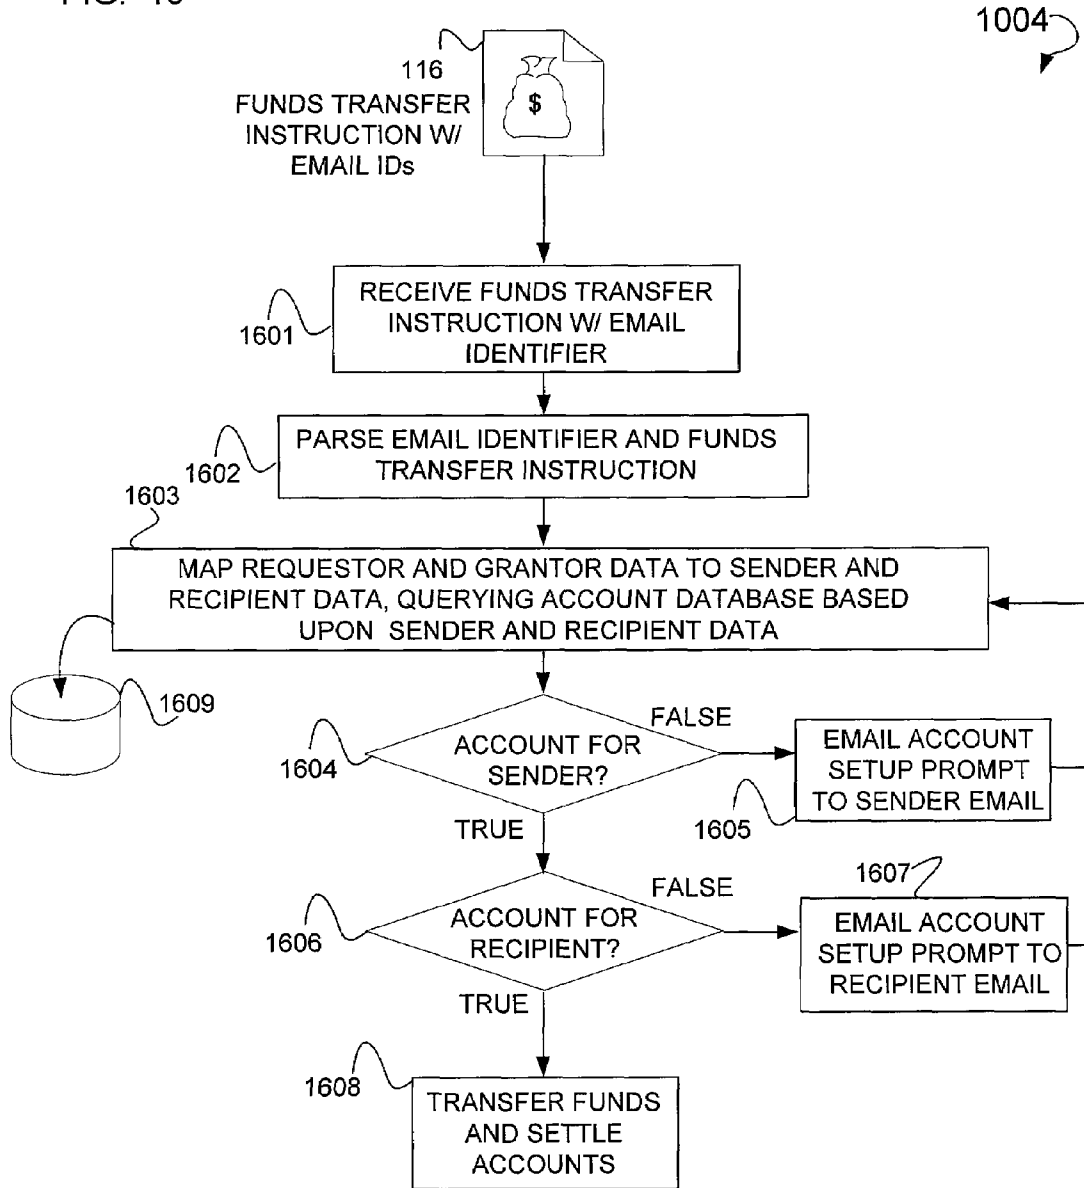 1004
116
FUNDS TRANSFER
INSTRUCTION W/
EMAIL IDs
$
RECEIVE FUNDS TRANSFER
INSTRUCTION W/ EMAIL
IDENTIFIER
1601
PARSE EMAIL IDENTIFIER AND FUNDS
TRANSFER INSTRUCTION
1602
1603
MAP REQUESTOR AND GRANTOR DATA TO SENDER AND
RECIPIENT DATA, QUERYING ACCOUNT DATABASE BASED
UPON SENDER AND RECIPIENT DATA
1609
FALSE
ACCOUNT FOR
SENDER?
1604
EMAIL ACCOUNT
SETUP PROMPT
TO SENDER EMAIL
1605
TRUE
FALSE
1607
ACCOUNT FOR
RECIPIENT?
1606
EMAIL ACCOUNT
SETUP PROMPT TO
RECIPIENT EMAIL
TRUE
1608
TRANSFER FUNDS
AND SETTLE
ACCOUNTS